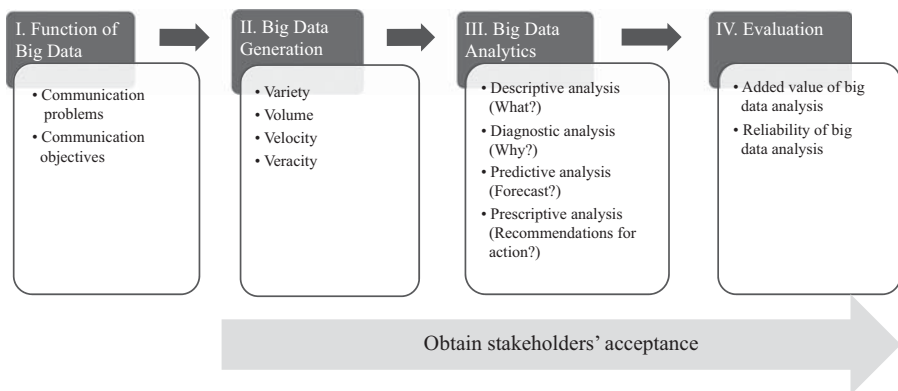 I. Function of
Big Data
• Communication
problems
• Communication
objectives
II. Big Data
Generation
• Variety
• Volume
• Velocity
• Veracity
III. Big Data
Analytics
• Descriptive analysis
(What?)
• Diagnostic analysis
(Why?)
• Predictive analysis
(Forecast?)
• Prescriptive analysis
(Recommendations for
action?)
IV. Evaluation
• Added value of big
data analysis
• Reliability of big
data analysis
Obtain stakeholders’ acceptance